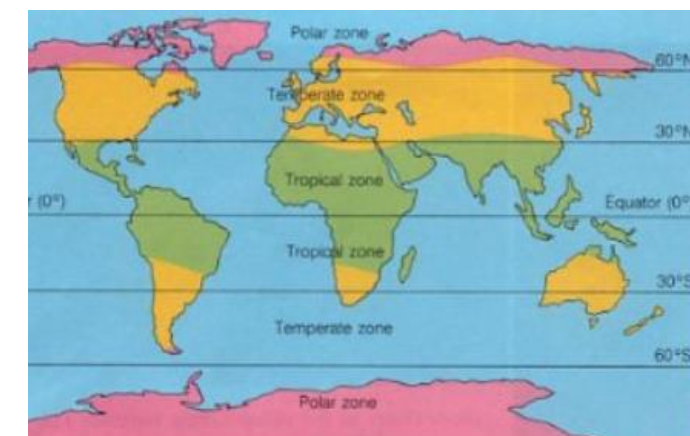 Polar zone
60°N
Temperate zone
30°N
Tropical zone
r (0°)
Equator (0°
Tropical zone
30°S
Temperate zone
60°S
Polar zone